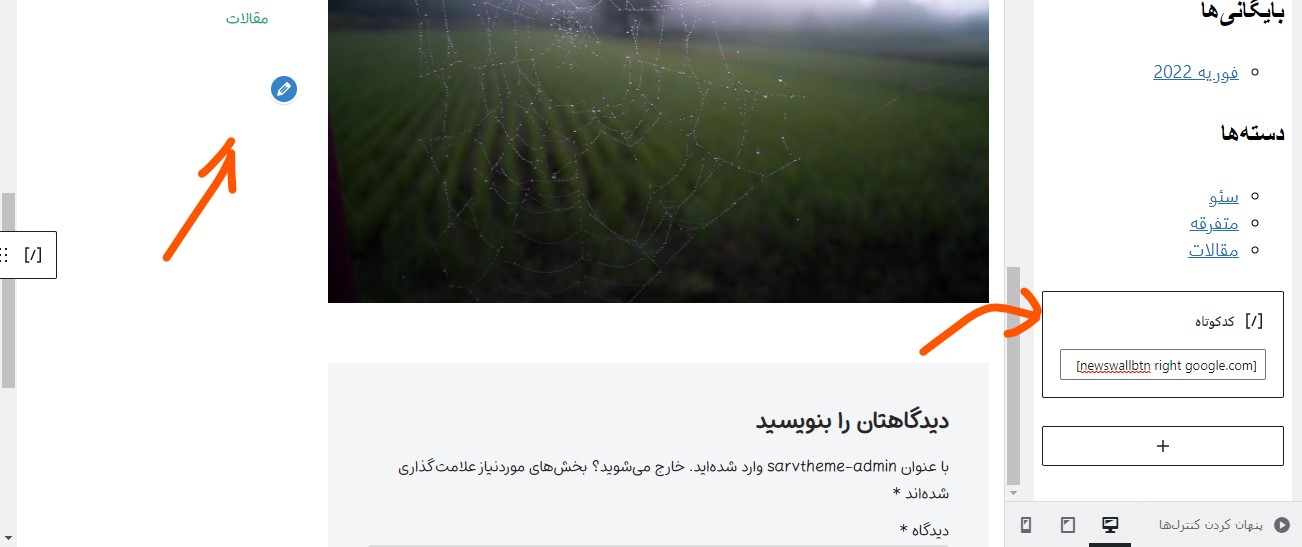 بایگانی‌ها
فوریه 2022
دسته‌ها
سئو
متفرقه
مقالات
[/] کدکوتاه
[newswallbtn right google.com]
+
پنهان کردن کنترل‌ها
دیدگاهتان را بنویسید
با عنوان sarvtheme-admin وارد شده‌اید. خارج می‌شوید؟ بخش‌های موردنیاز علامت‌گذاری
شده‌اند *
دیدگاه *
مقالات
[/]